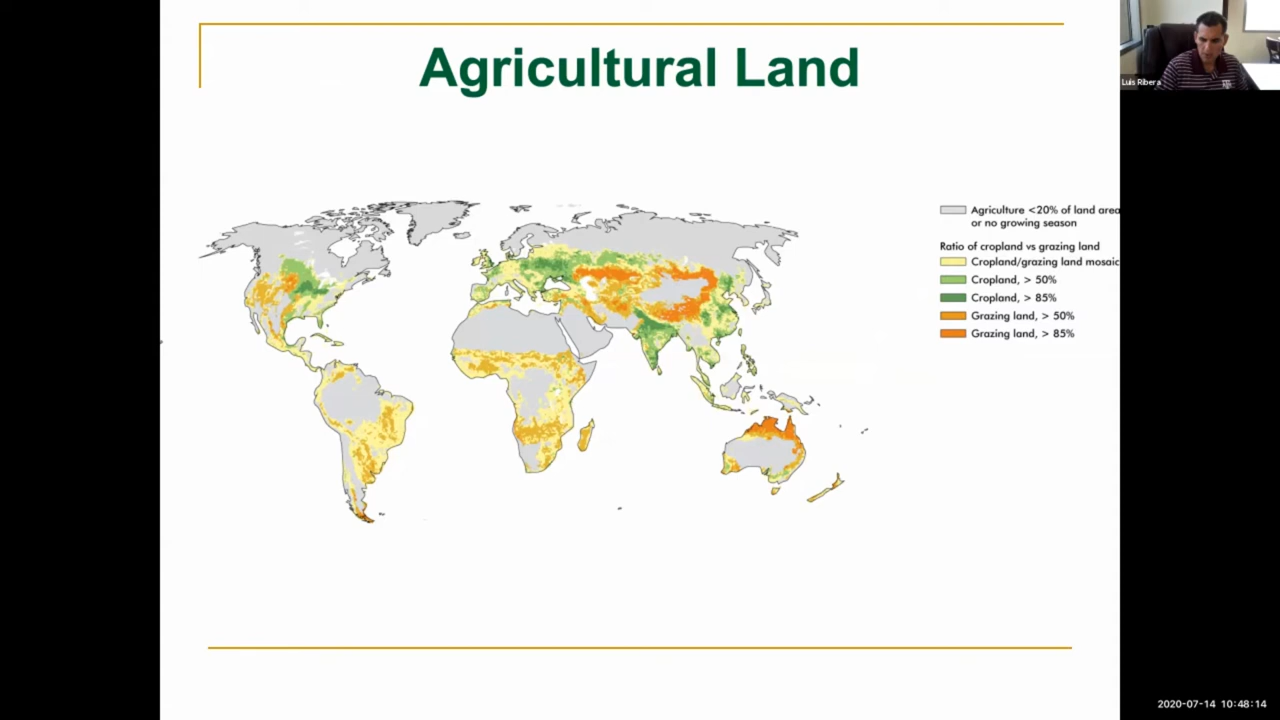 Agricultural Land
Luis Ribera
Agriculture <20% of land area
or no growing season
Ratio of cropland vs grazing land
Cropland/grazing land mosaic
Cropland, > 50%
Cropland, > 85%
Grazing land, > 50%
Grazing land, > 85%
2020-07-14 10:48:14